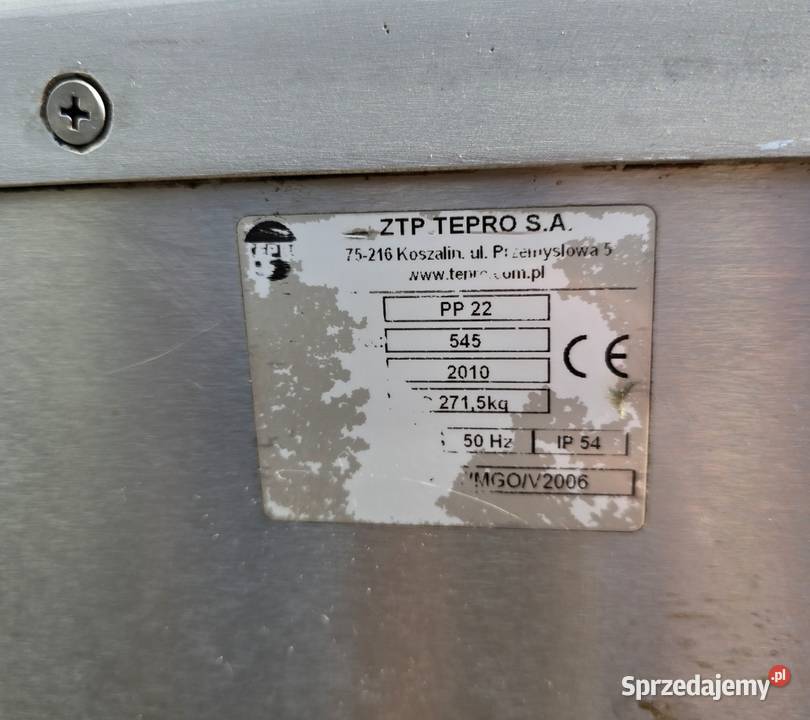 ZTP TEPRO S.A.
75-216 Koszalin, ul. Przemysłowa 5
www.tepro.com.pl
PP 22
545
2010
271,5kg
50 Hz IP 54
MGO/V2006
CE
Sprzedajemy.pl